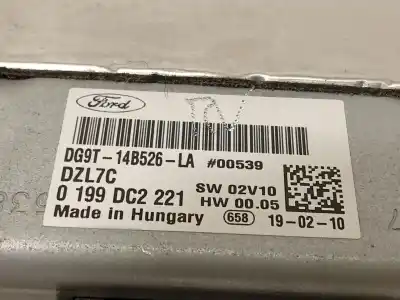 Ford
DG9T-14B526-LA #00539
DZL7C
0 199 DC2 221 SW 02V10
HW 00.05
Made in Hungary 658 19-02-10